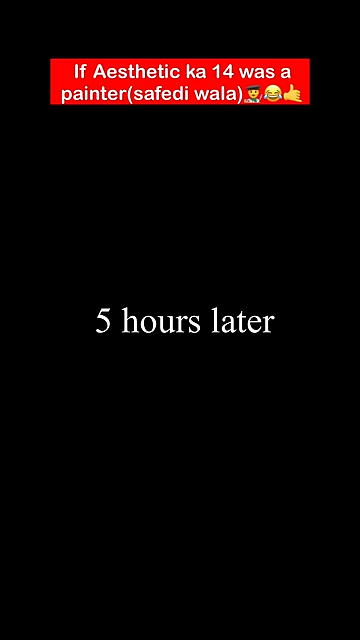 If Aesthetic ka 14 was a
painter(safedi wala)👨‍🎨😂🤙
5 hours later